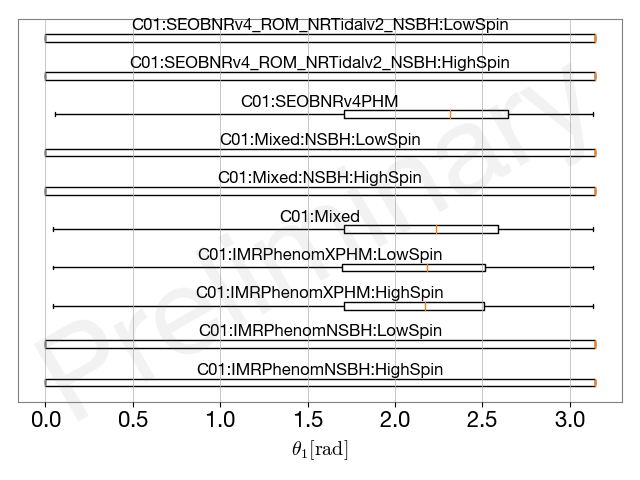 C01:SEOBNRv4_ROM_NRTidalv2_NSBH:LowSpin
C01:SEOBNRv4_ROM_NRTidalv2_NSBH:HighSpin
C01:SEOBNRv4PHM
C01:Mixed:NSBH:LowSpin
C01:Mixed:NSBH:HighSpin
C01:Mixed
C01:IMRPhenomXPHM:LowSpin
C01:IMRPhenomXPHM:HighSpin
C01:IMRPhenomNSBH:LowSpin
C01:IMRPhenomNSBH:HighSpin
Preliminary
0.0 0.5 1.0 1.5 2.0 2.5 3.0
θ₁[rad]